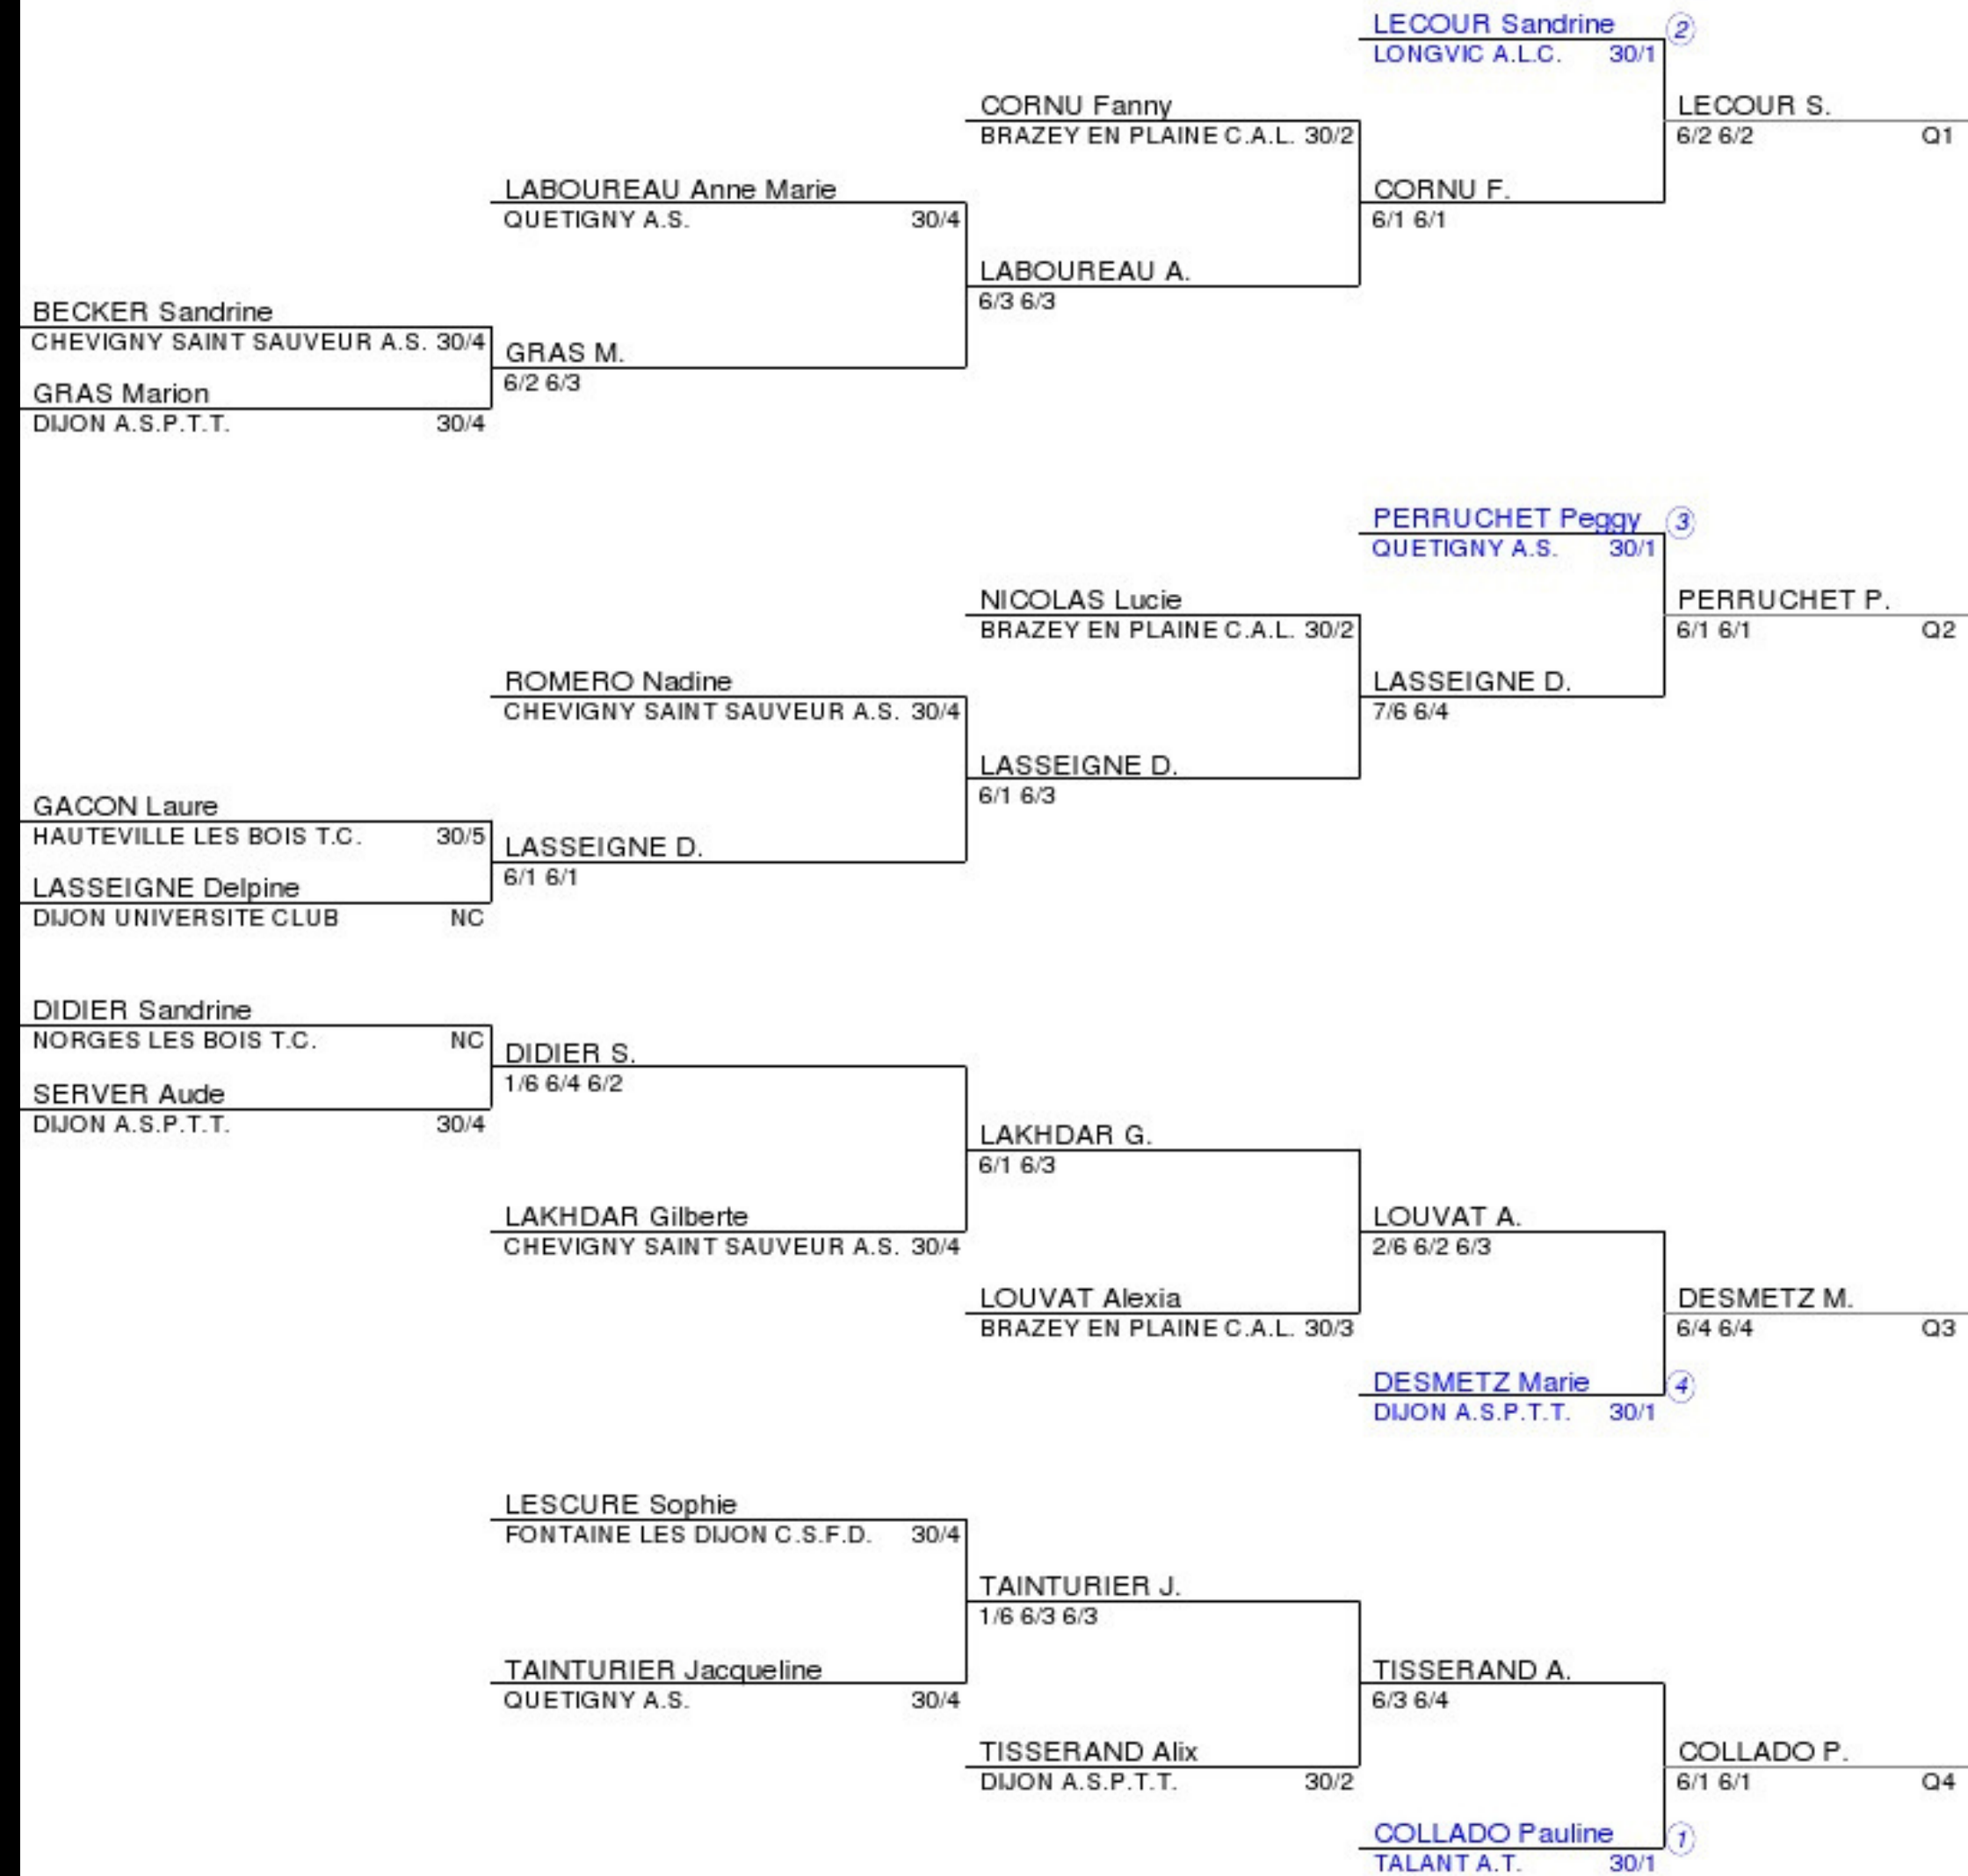 LECOUR Sandrine 2
LONGVIC A.L.C. 30/1
CORNU Fanny LECOUR S.
BRAZEY EN PLAINE C.A.L. 30/2 6/2 6/2 Q1
LABOUREAU Anne Marie CORNU F.
QUETIGNY A.S. 30/4 6/1 6/1
LABOUREAU A.
6/3 6/3
BECKER Sandrine
CHEVIGNY SAINT SAUVEUR A.S. 30/4
GRAS M.
6/2 6/3
GRAS Marion
DIJON A.S.P.T.T. 30/4
PERRUCHET Peggy 3
QUETIGNY A.S. 30/1
NICOLAS Lucie PERRUCHET P.
BRAZEY EN PLAINE C.A.L. 30/2 6/1 6/1 Q2
ROMERO Nadine LASSEIGNE D.
CHEVIGNY SAINT SAUVEUR A.S. 30/4 7/6 6/4
LASSEIGNE D.
6/1 6/3
GACON Laure
HAUTEVILLE LES BOIS T.C. 30/5
LASSEIGNE D.
6/1 6/1
LASSEIGNE Delpine
DIJON UNIVERSITE CLUB NC
DIDIER Sandrine
NORGES LES BOIS T.C. NC
DIDIER S.
1/6 6/4 6/2
SERVER Aude
DIJON A.S.P.T.T. 30/4
LAKHDAR G.
6/1 6/3
LAKHDAR Gilberte LOUVAT A.
CHEVIGNY SAINT SAUVEUR A.S. 30/4 2/6 6/2 6/3
LOUVAT Alexia DESMETZ M.
BRAZEY EN PLAINE C.A.L. 30/3 6/4 6/4 Q3
DESMETZ Marie 4
DIJON A.S.P.T.T. 30/1
LESCURE Sophie
FONTAINE LES DIJON C.S.F.D. 30/4
TAINTURIER J.
1/6 6/3 6/3
TAINTURIER Jacqueline TISSERAND A.
QUETIGNY A.S. 30/4 6/3 6/4
TISSERAND Alix COLLADO P.
DIJON A.S.P.T.T. 30/2 6/1 6/1 Q4
COLLADO Pauline 1
TALANT A.T. 30/1